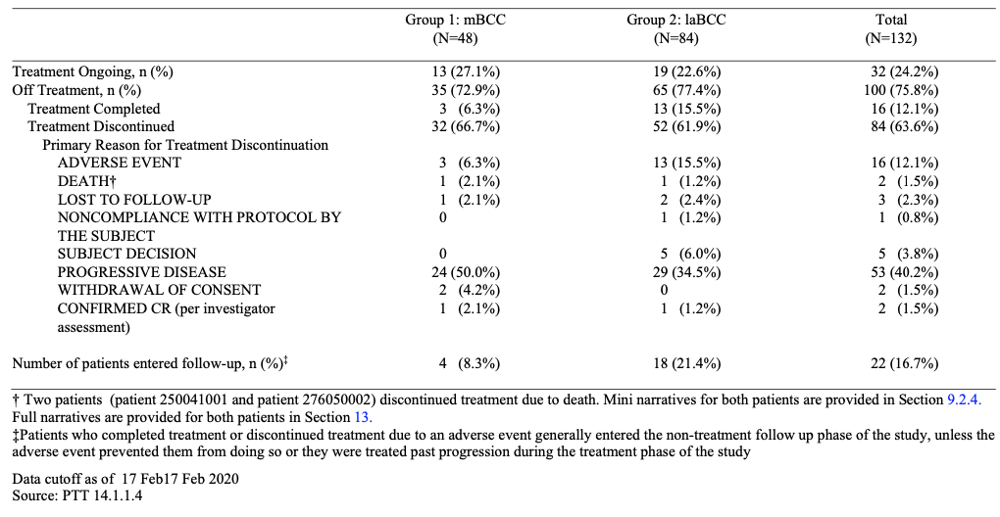 Group 1: mBCC Group 2: laBCC Total
(N=48) (N=84) (N=132)
Treatment Ongoing, n (%) 13 (27.1%) 19 (22.6%) 32 (24.2%)
Off Treatment, n (%) 35 (72.9%) 65 (77.4%) 100 (75.8%)
Treatment Completed 3 (6.3%) 13 (15.5%) 16 (12.1%)
Treatment Discontinued 32 (66.7%) 52 (61.9%) 84 (63.6%)
Primary Reason for Treatment Discontinuation
ADVERSE EVENT 3 (6.3%) 13 (15.5%) 16 (12.1%)
DEATH† 1 (2.1%) 1 (1.2%) 2 (1.5%)
LOST TO FOLLOW-UP 1 (2.1%) 2 (2.4%) 3 (2.3%)
NONCOMPLIANCE WITH PROTOCOL BY 0 1 (1.2%) 1 (0.8%)
THE SUBJECT
SUBJECT DECISION 0 5 (6.0%) 5 (3.8%)
PROGRESSIVE DISEASE 24 (50.0%) 29 (34.5%) 53 (40.2%)
WITHDRAWAL OF CONSENT 2 (4.2%) 0 2 (1.5%)
CONFIRMED CR (per investigator 1 (2.1%) 1 (1.2%) 2 (1.5%)
assessment)
Number of patients entered follow-up, n (%)‡ 4 (8.3%) 18 (21.4%) 22 (16.7%)
† Two patients (patient 250041001 and patient 276050002) discontinued treatment due to death. Mini narratives for both patients are provided in Section 9.2.4.
Full narratives are provided for both patients in Section 13.
‡Patients who completed treatment or discontinued treatment due to an adverse event generally entered the non-treatment follow up phase of the study, unless the
adverse event prevented them from doing so or they were treated past progression during the treatment phase of the study
Data cutoff as of 17 Feb17 Feb 2020
Source: PTT 14.1.1.4